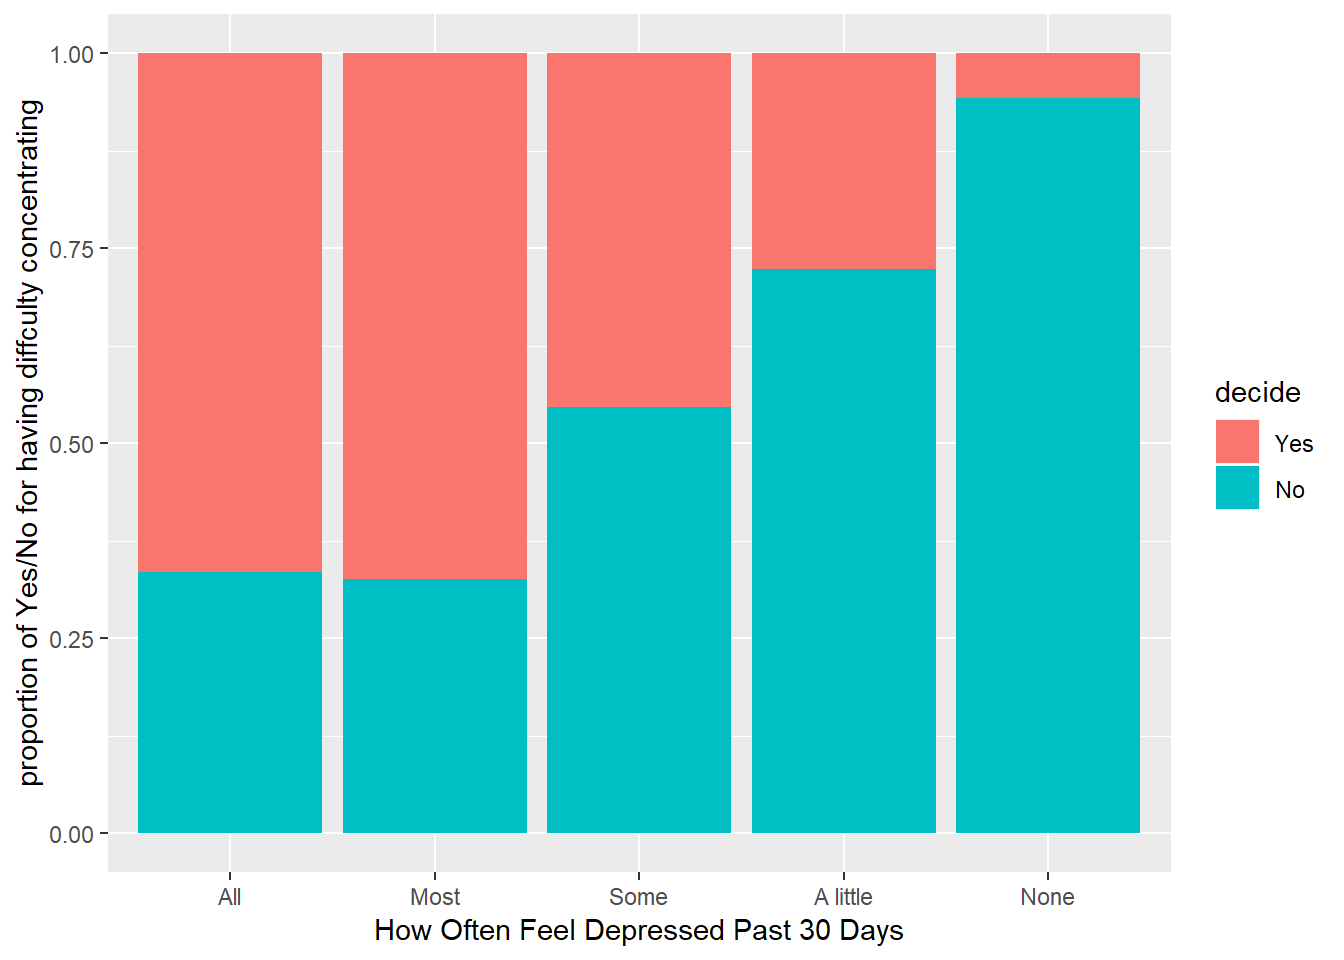 proportion of Yes/No for having diffculty concentrating
1.00
0.75
0.50
0.25
0.00
All
Most
Some
A little
None
How Often Feel Depressed Past 30 Days
decide
Yes
No